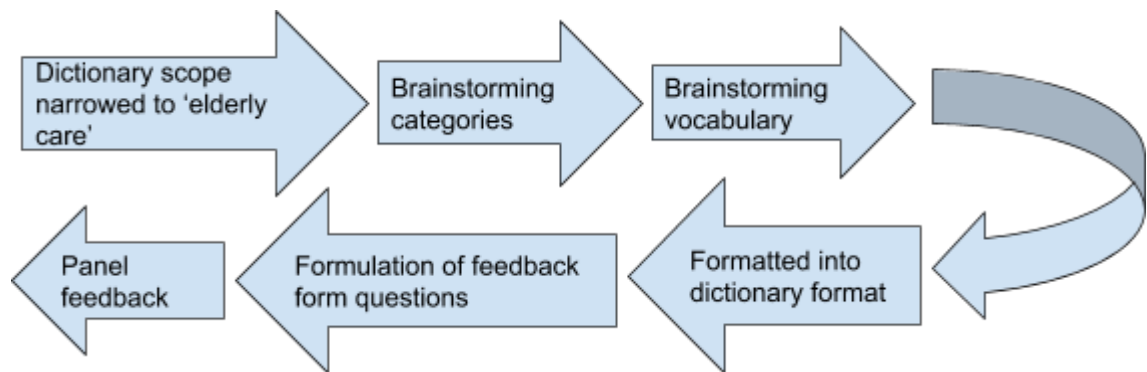 Dictionary scope
narrowed to ‘elderly
care'
Brainstorming
categories
Brainstorming
vocabulary
Formatted into
dictionary format
Formulation of feedback
form questions
Panel
feedback